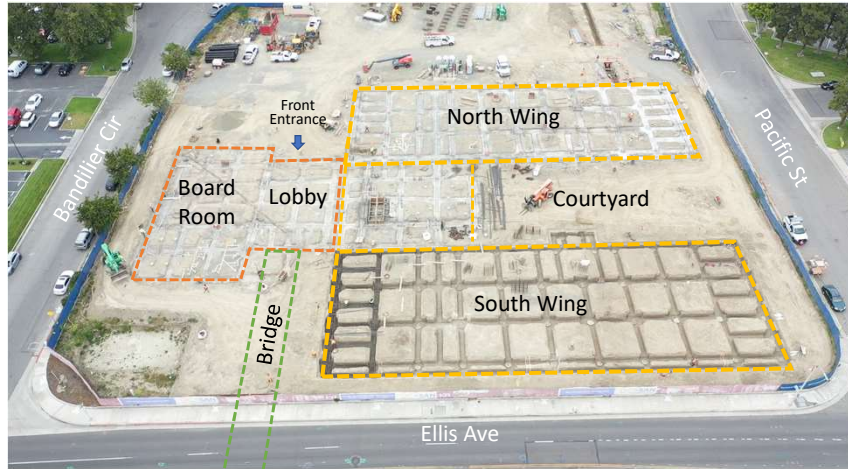 Front
Entrance
North Wing
Bandilier Cir
Pacific St
Board
Room
Lobby
Courtyard
South Wing
Bridge
Ellis Ave